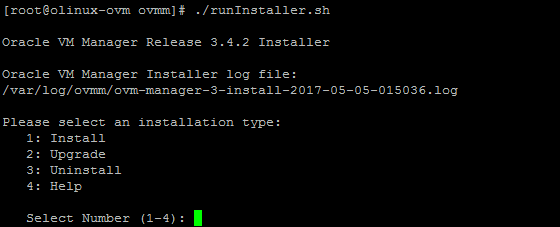 [root@olinux-ovm ovmm]# ./runInstaller.sh
Oracle VM Manager Release 3.4.2 Installer
Oracle VM Manager Installer log file:
/var/log/ovmm/ovm-manager-3-install-2017-05-05-015036.log
Please select an installation type:
1: Install
2: Upgrade
3: Uninstall
4: Help
Select Number (1-4):